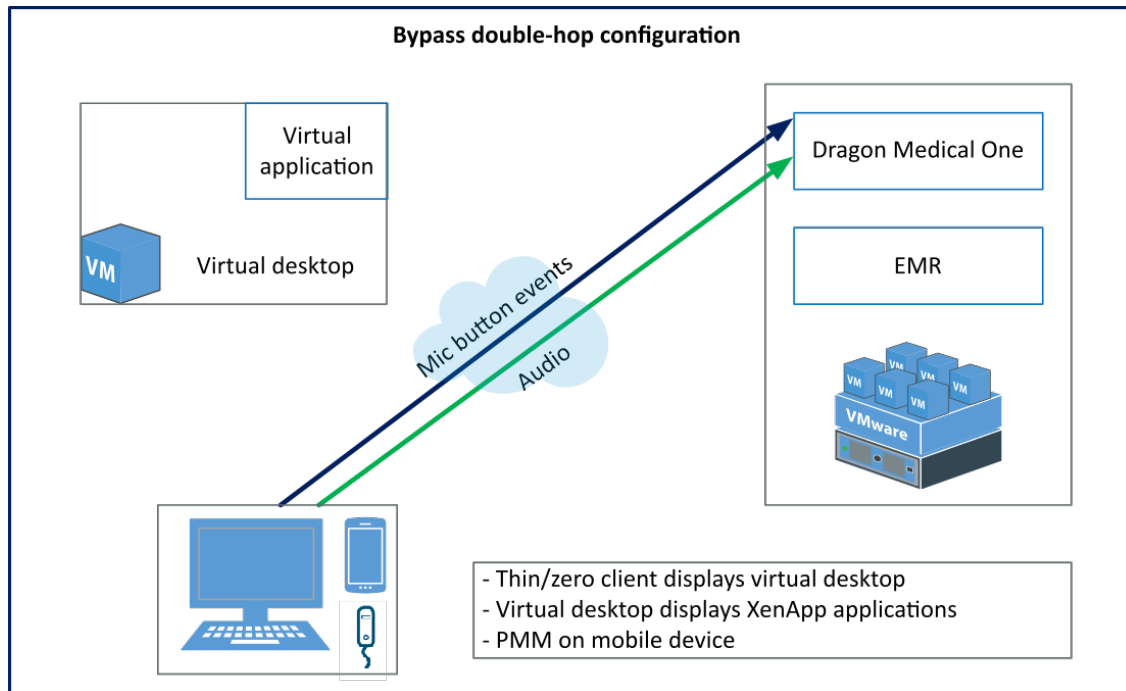 Bypass double-hop configuration
Virtual
application
VM
Virtual desktop
Mic button events
Audio
Dragon Medical One
EMR
VM
VM
VM
VM
VM
VM
VMware
- Thin/zero client displays virtual desktop
- Virtual desktop displays XenApp applications
- PMM on mobile device